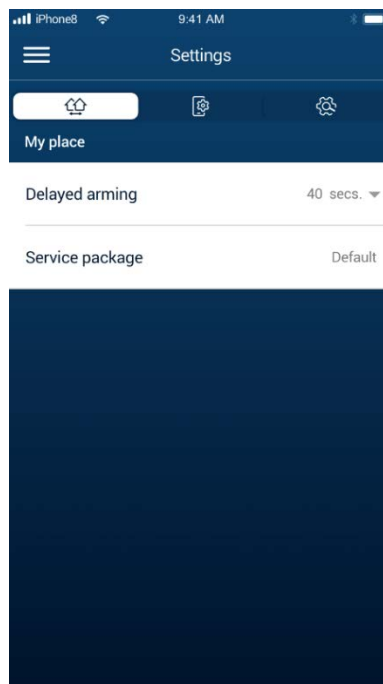 iPhone8 9:41 AM
Settings
My place
Delayed arming 40 secs.
Service package Default